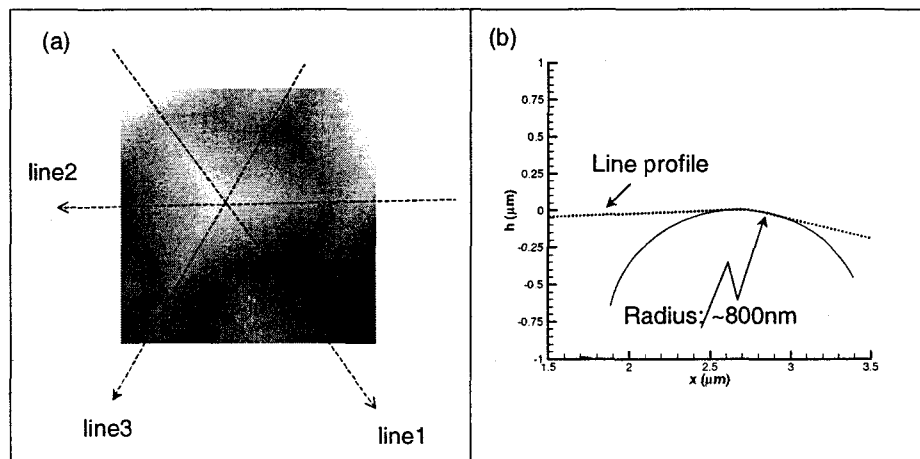 (a)
line2
line3
line1
(b)
1
0.75
0.5
0.25
0
-0.25
-0.5
-0.75
-1
h (μm)
Line profile
Radius: ~800nm
1.5 2 2.5 3 3.5
x (μm)